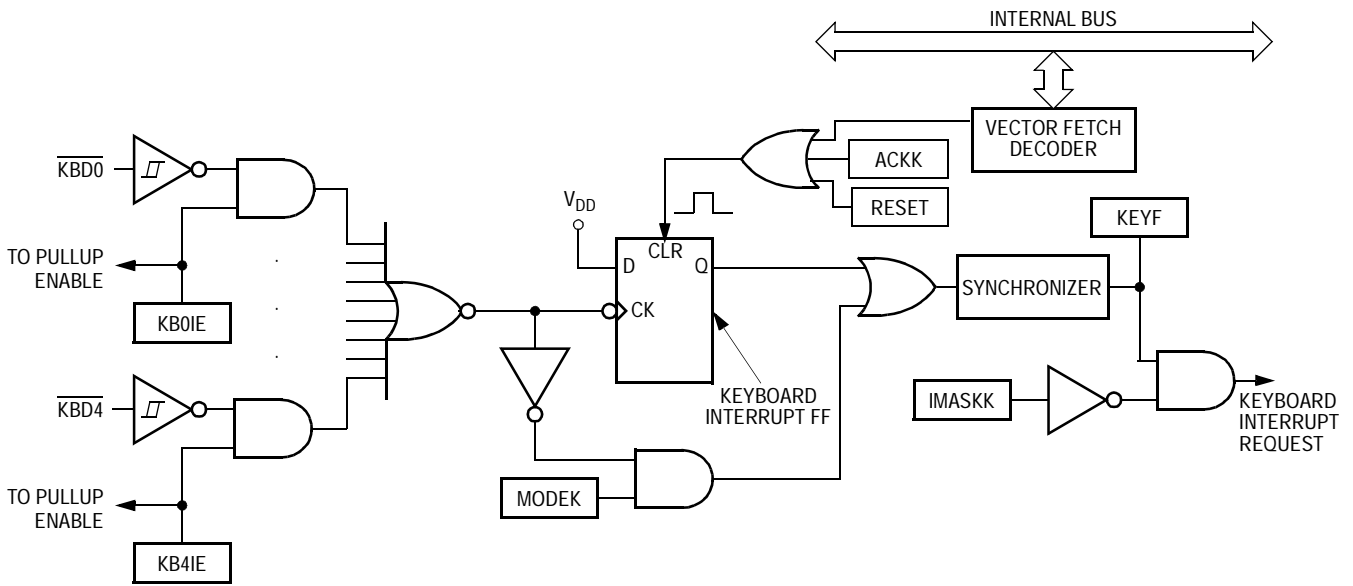 INTERNAL BUS
VECTOR FETCH
DECODER
ACKK
RESET
KEYF
KBD0
VDD
CLR
D
Q
CK
SYNCHRONIZER
TO PULLUP
ENABLE
KB0IE
KEYBOARD
INTERRUPT FF
IMASKK
KEYBOARD
INTERRUPT
REQUEST
KBD4
MODEK
TO PULLUP
ENABLE
KB4IE